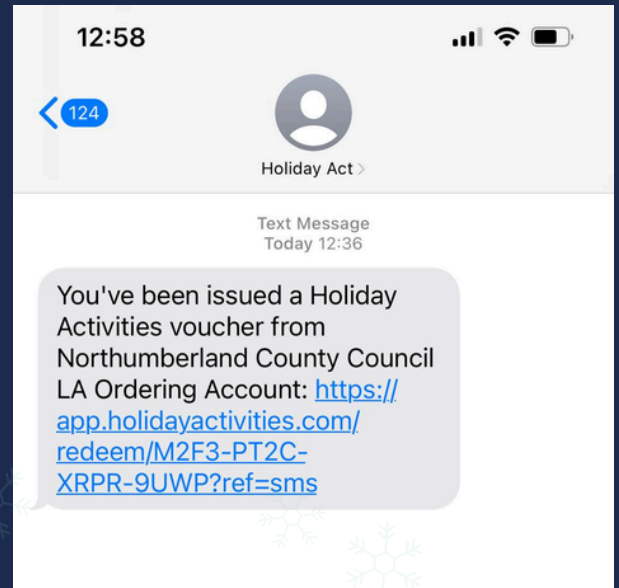 12:58
124
Holiday Act
Text Message
Today 12:36
You've been issued a Holiday
Activities voucher from
Northumberland County Council
LA Ordering Account: https://
app.holidayactivities.com/
redeem/M2F3-PT2C-
XRPR-9UWP?ref=sms